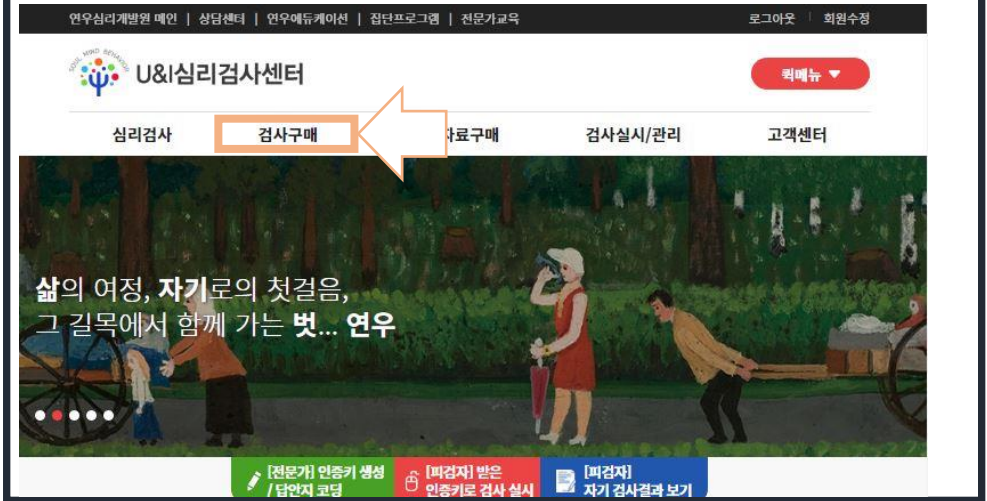 연우심리개발원 메인 | 상담센터 | 연우에듀케이션 | 집단프로그램 | 전문가교육 로그아웃 | 회원수정
SOUL MIND BEHAVIOR
U&I심리검사센터
퀵메뉴 ▼
심리검사 검사구매 자료구매 검사실시/관리 고객센터
삶의 여정, 자기로의 첫걸음,
그 길목에서 함께 가는 벗... 연우
[전문가] 인증키 생성
/ 답안지 코딩
[피검자] 받은
인증키로 검사 실시
[피검자]
자기 검사결과 보기